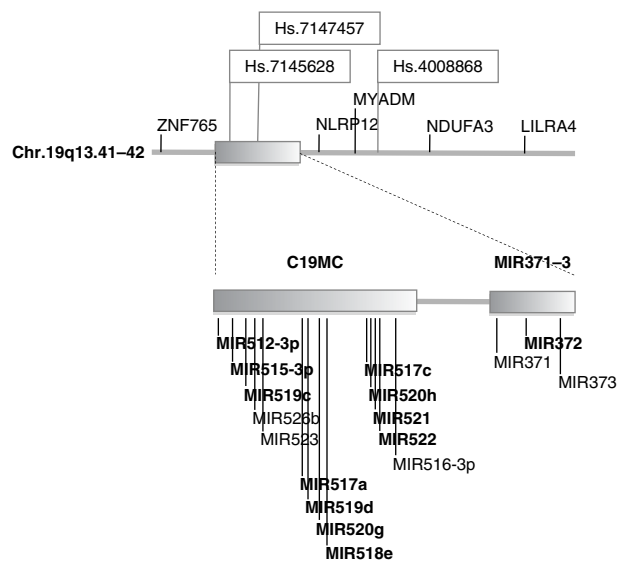 Hs.7147457
Hs.7145628
Hs.4008868
MYADM
ZNF765
NLRP12
NDUFA3
LILRA4
Chr.19q13.41–42
C19MC
MIR371–3
MIR512-3p
MIR372
MIR371
MIR515-3p
MIR517c
MIR373
MIR519c
MIR520h
MIR526b
MIR521
MIR523
MIR522
MIR516-3p
MIR517a
MIR519d
MIR520g
MIR518e